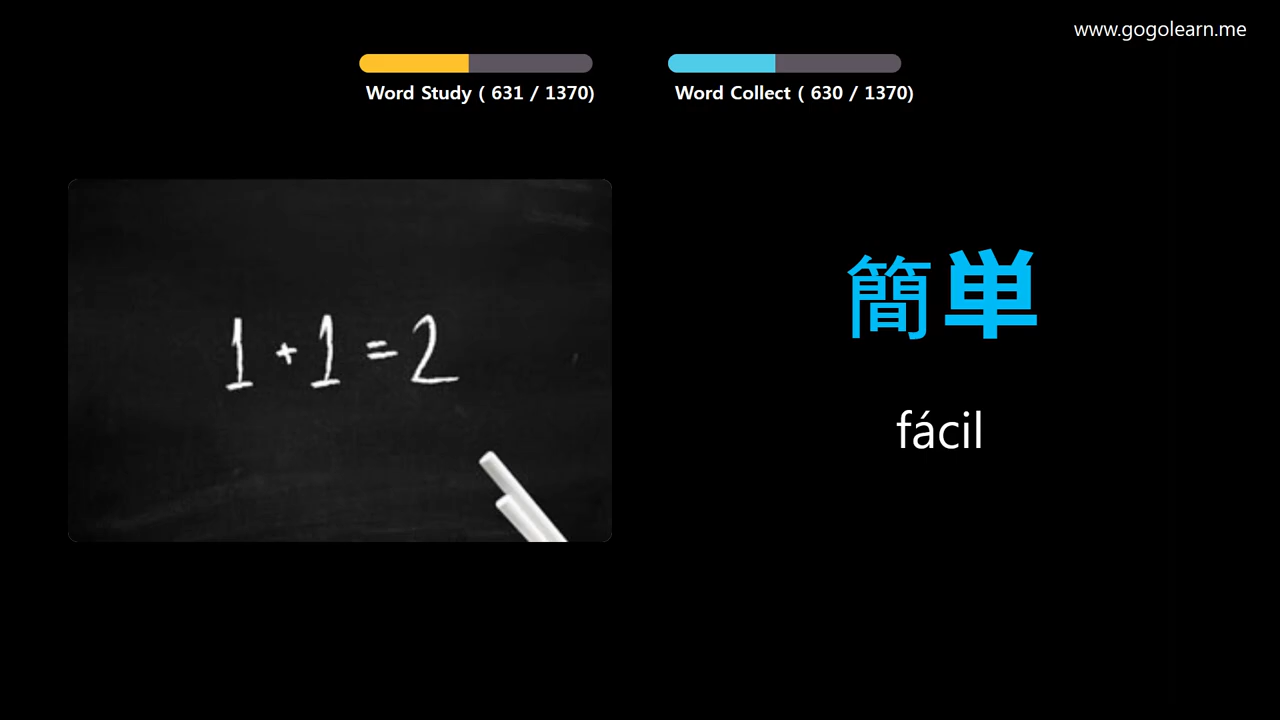 www.gogolearn.me
Word Study ( 631 / 1370)
Word Collect ( 630 / 1370)
1 + 1 = 2
簡単
fácil